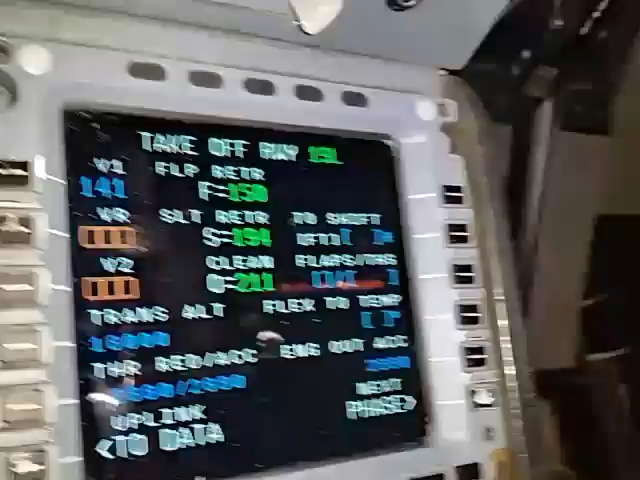 TAKE OFF RWY 15L
V1 FLP RETR
141 F=150
VR SLT RETR TO SHIFT
S=194 [FT][ ]*
V2 CLEAN FLAPS/THS
O=211 [ ]/[ ]
TRANS ALT FLEX TO TEMP
18000 [ ]°
THR RED/ACC ENG OUT ACC
NEXT
UPLINK PHASE>
<TO DATA